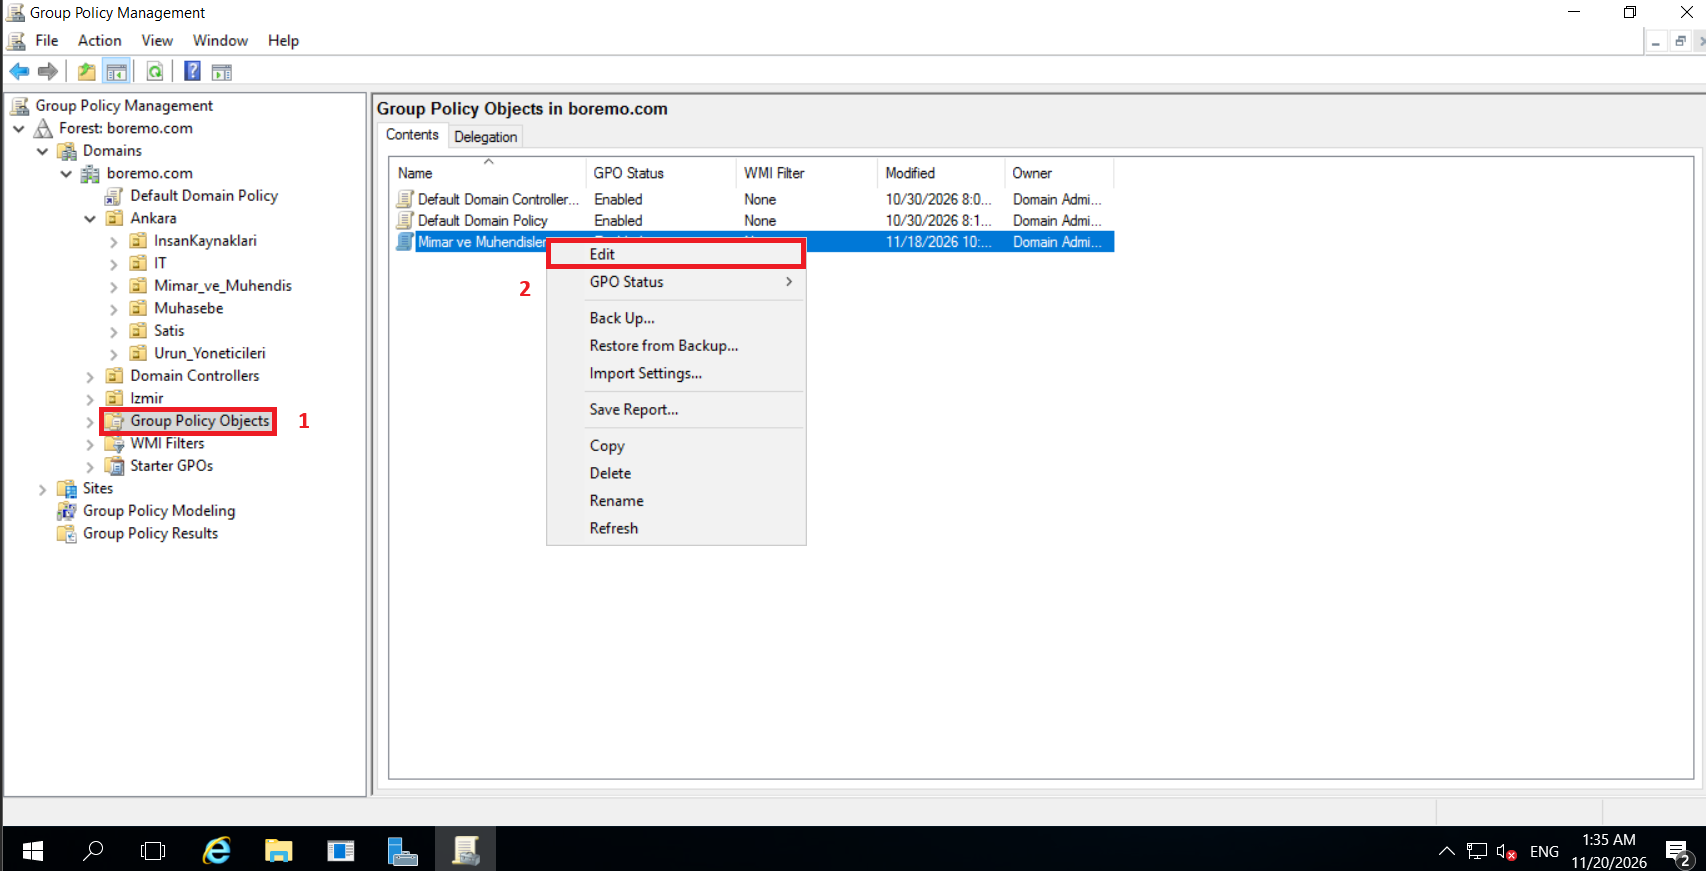 Group Policy Management
File Action View Window Help
Group Policy Management
Forest: boremo.com
Domains
boremo.com
Default Domain Policy
Ankara
InsanKaynaklari
IT
Mimar_ve_Muhendis
Muhasebe
Satis
Urun_Yoneticileri
Domain Controllers
Izmir
Group Policy Objects 1
WMI Filters
Starter GPOs
Sites
Group Policy Modeling
Group Policy Results
Group Policy Objects in boremo.com
Contents Delegation
Name GPO Status WMI Filter Modified Owner
Default Domain Controller... Enabled None 10/30/2026 8:0... Domain Admi...
Default Domain Policy Enabled None 10/30/2026 8:1... Domain Admi...
Mimar ve Muhendisler 11/18/2026 10:... Domain Admi...
Edit
2
GPO Status
Back Up...
Restore from Backup...
Import Settings...
Save Report...
Copy
Delete
Rename
Refresh
ENG
1:35 AM
11/20/2026
2